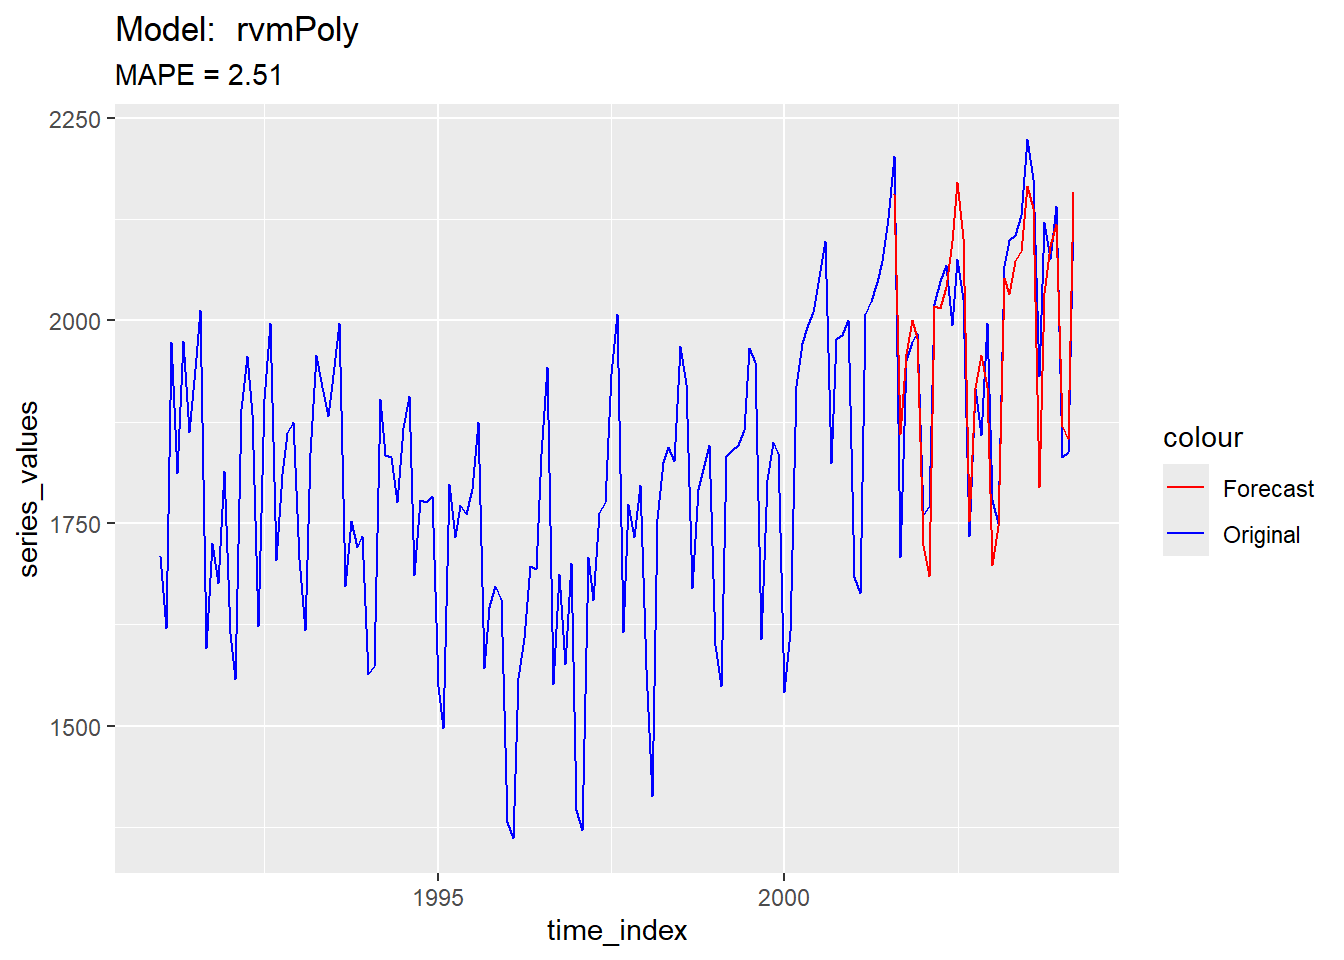 Model:  rvmPoly
MAPE = 2.51
2250
2000
1750
1500
series_values
1995
2000
time_index
colour
Forecast
Original